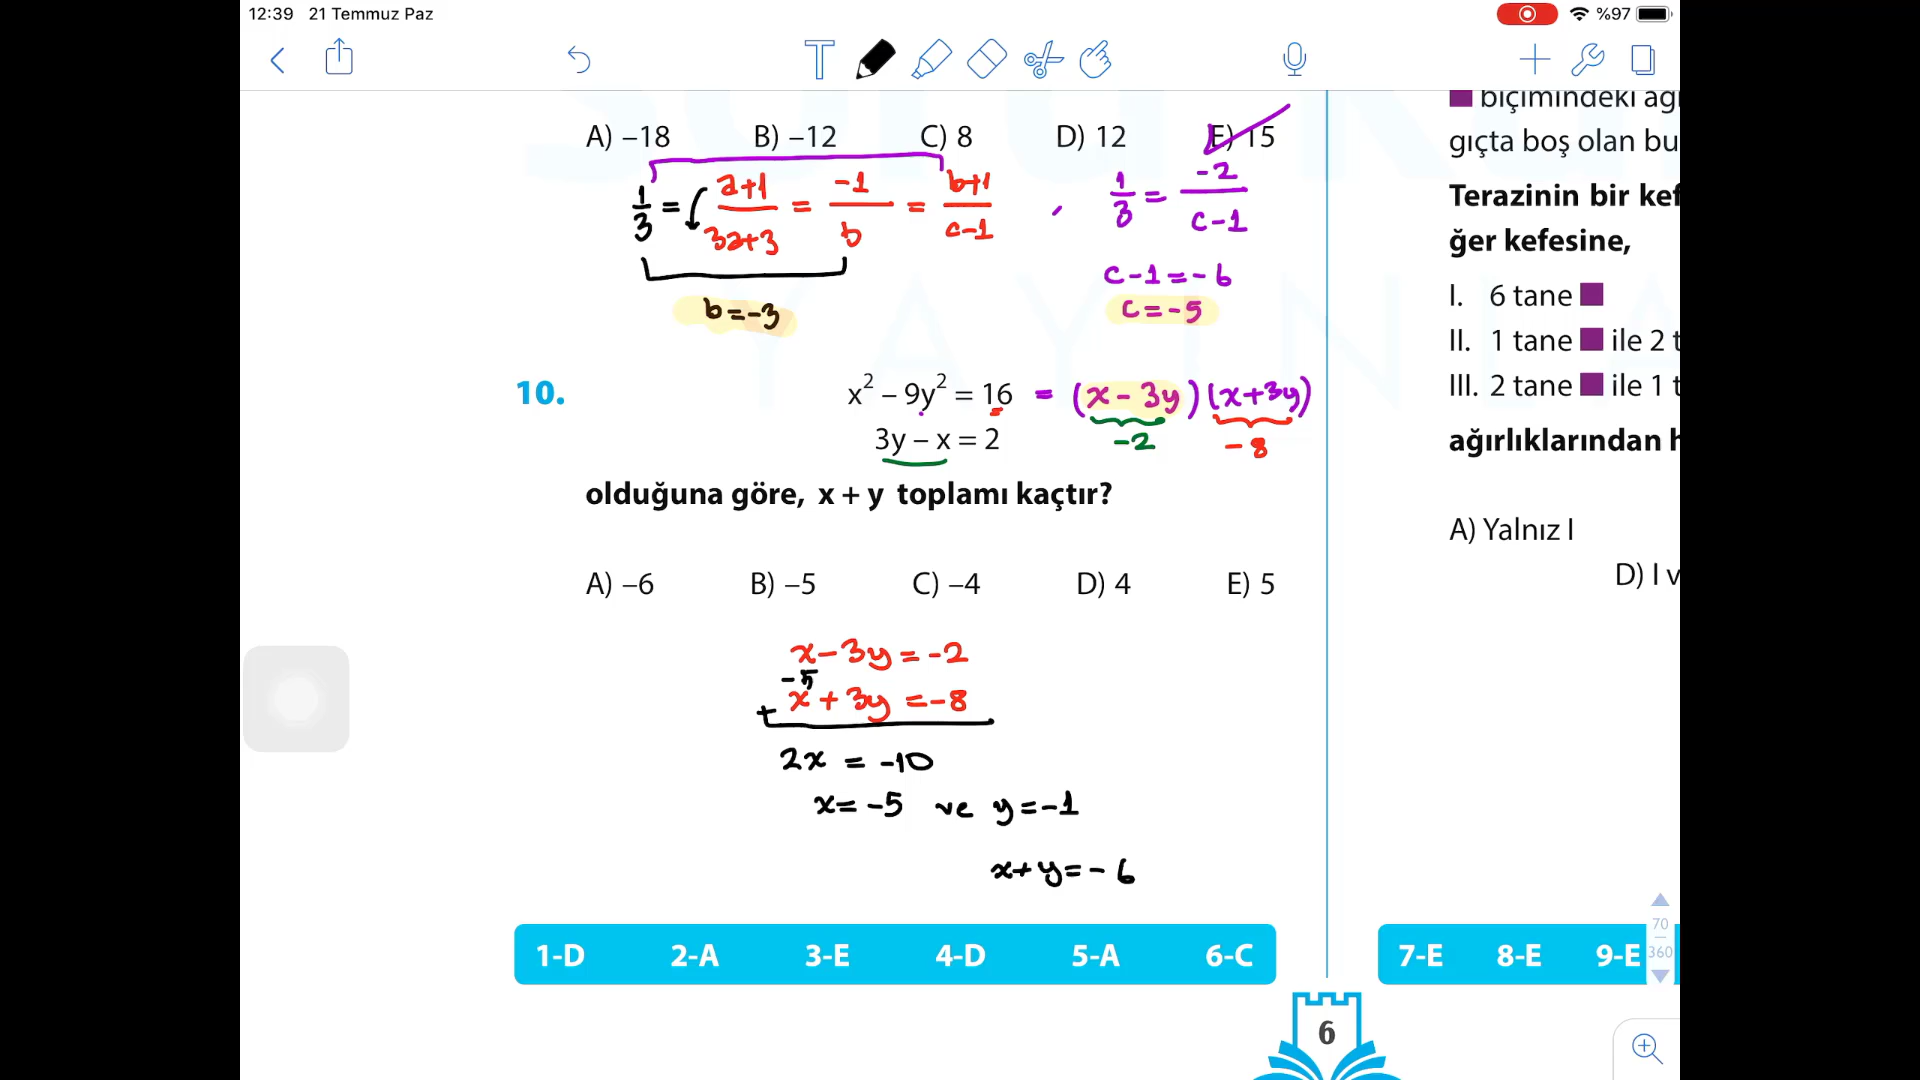 12:39 21 Temmuz Paz
%97
A) –18 B) –12 C) 8 D) 12 E) 15
1/3 = (a+1)/(3a+3) = -1/b = (b+1)/(c-1) , 1/3 = -2/(c-1)
c-1=-6
b=-3
c=-5
10. x² – 9y² = 16 = (x-3y)(x+3y)
3y – x = 2 -2 -8
olduğuna göre, x + y toplamı kaçtır?
A) –6 B) –5 C) –4 D) 4 E) 5
x-3y=-2
-5
+ x+3y=-8
2x = -10
x=-5 ve y=-1
x+y=-6
1-D 2-A 3-E 4-D 5-A 6-C
6
biçimindeki ağ
gıçta boş olan bu
Terazinin bir kef
ğer kefesine,
I. 6 tane
II. 1 tane ile 2 t
III. 2 tane ile 1 t
ağırlıklarından h
A) Yalnız I
D) I v
7-E 8-E 9-E
70
360
YAYINL